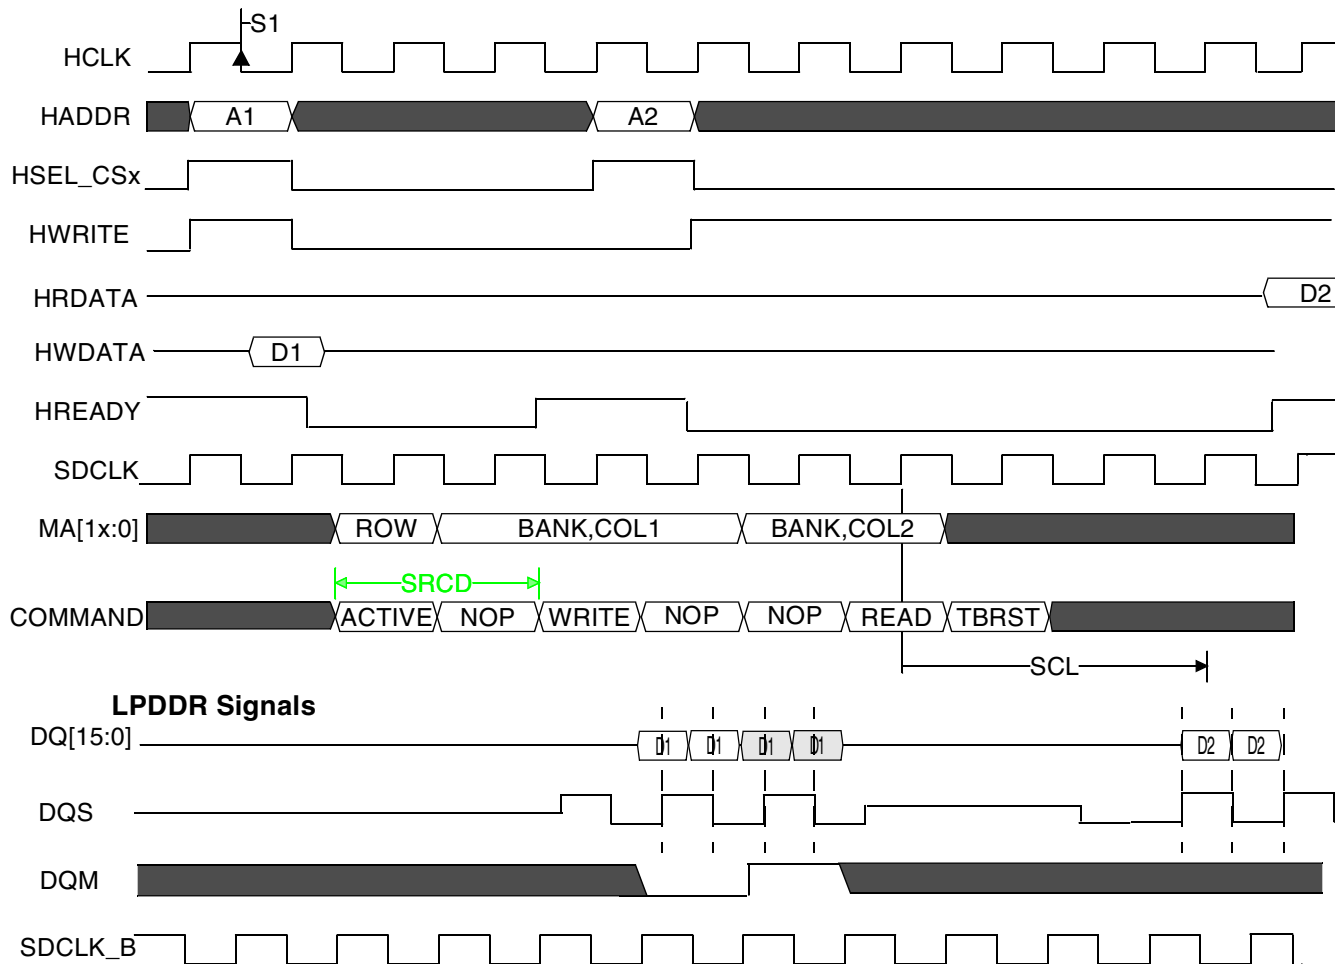 S1
HCLK
HADDR A1 A2
HSEL_CSx
HWRITE
HRDATA D2
HWDATA D1
HREADY
SDCLK
MA[1x:0] ROW BANK,COL1 BANK,COL2
SRCD
COMMAND ACTIVE NOP WRITE NOP NOP READ TBRST
SCL
LPDDR Signals
DQ[15:0] D1 D1 D1 D1 D2 D2
DQS
DQM
SDCLK_B